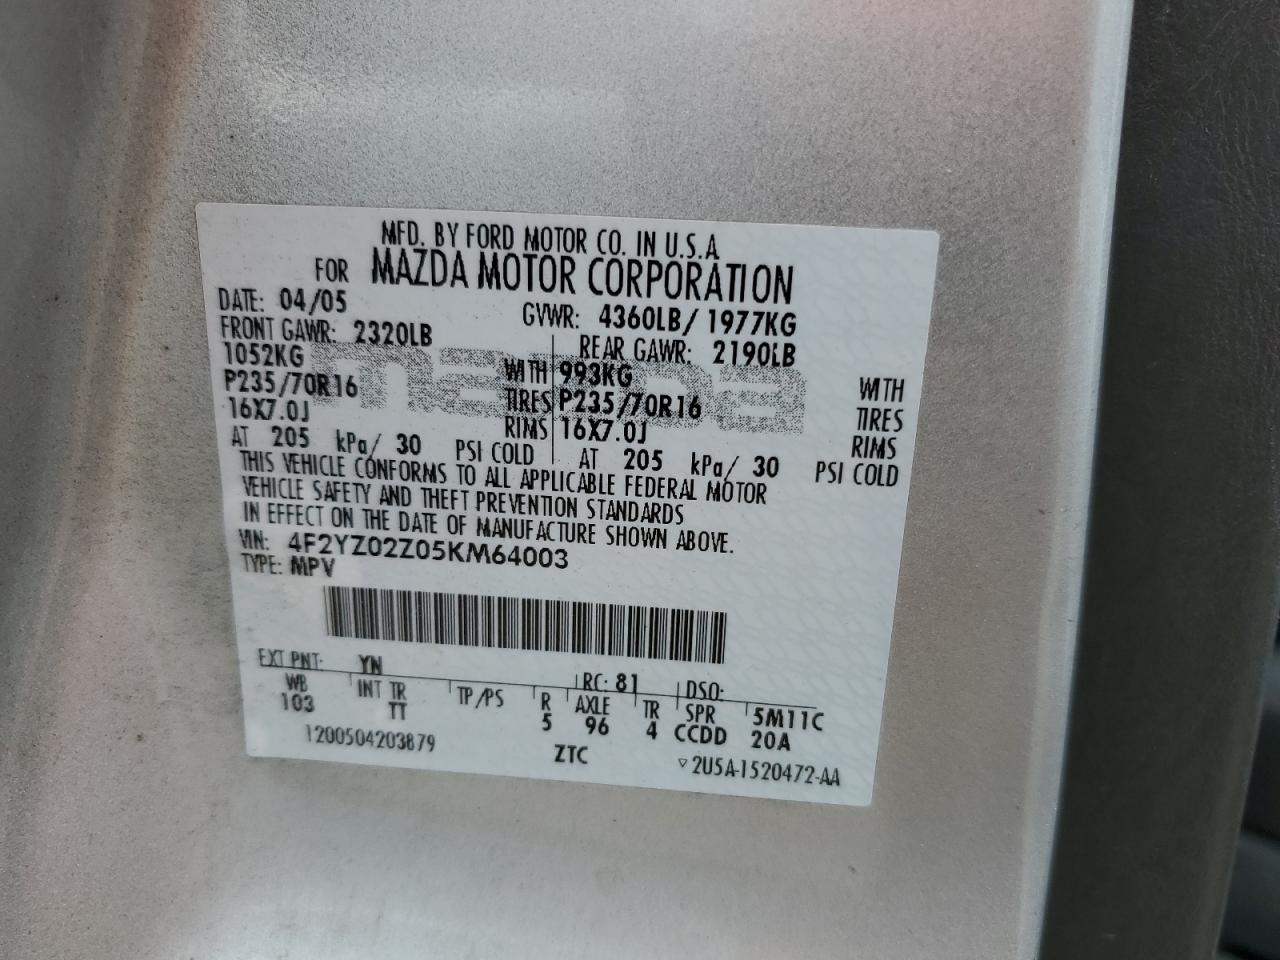 MFD. BY FORD MOTOR CO. IN U.S.A
FOR MAZDA MOTOR CORPORATION
DATE: 04/05 GVWR: 4360LB/ 1977KG
FRONT GAWR: 2320LB REAR GAWR: 2190LB
1052KG WITH 993KG WITH
P235/70R16 TIRES P235/70R16 TIRES
16X7.0J RIMS 16X7.0J RIMS
AT 205 kPa/ 30 PSI COLD AT 205 kPa/ 30 PSI COLD
THIS VEHICLE CONFORMS TO ALL APPLICABLE FEDERAL MOTOR
VEHICLE SAFETY AND THEFT PREVENTION STANDARDS
IN EFFECT ON THE DATE OF MANUFACTURE SHOWN ABOVE.
VIN: 4F2YZ02Z05KM64003
TYPE: MPV
EXT PNT: YN RC: 81 DSO:
WB INT TR TP/PS R AXLE TR SPR 5M11C
103 TT 5 96 4 CCDD 20A
1200504203879 ZTC ▽2U5A-1520472-AA
mazda